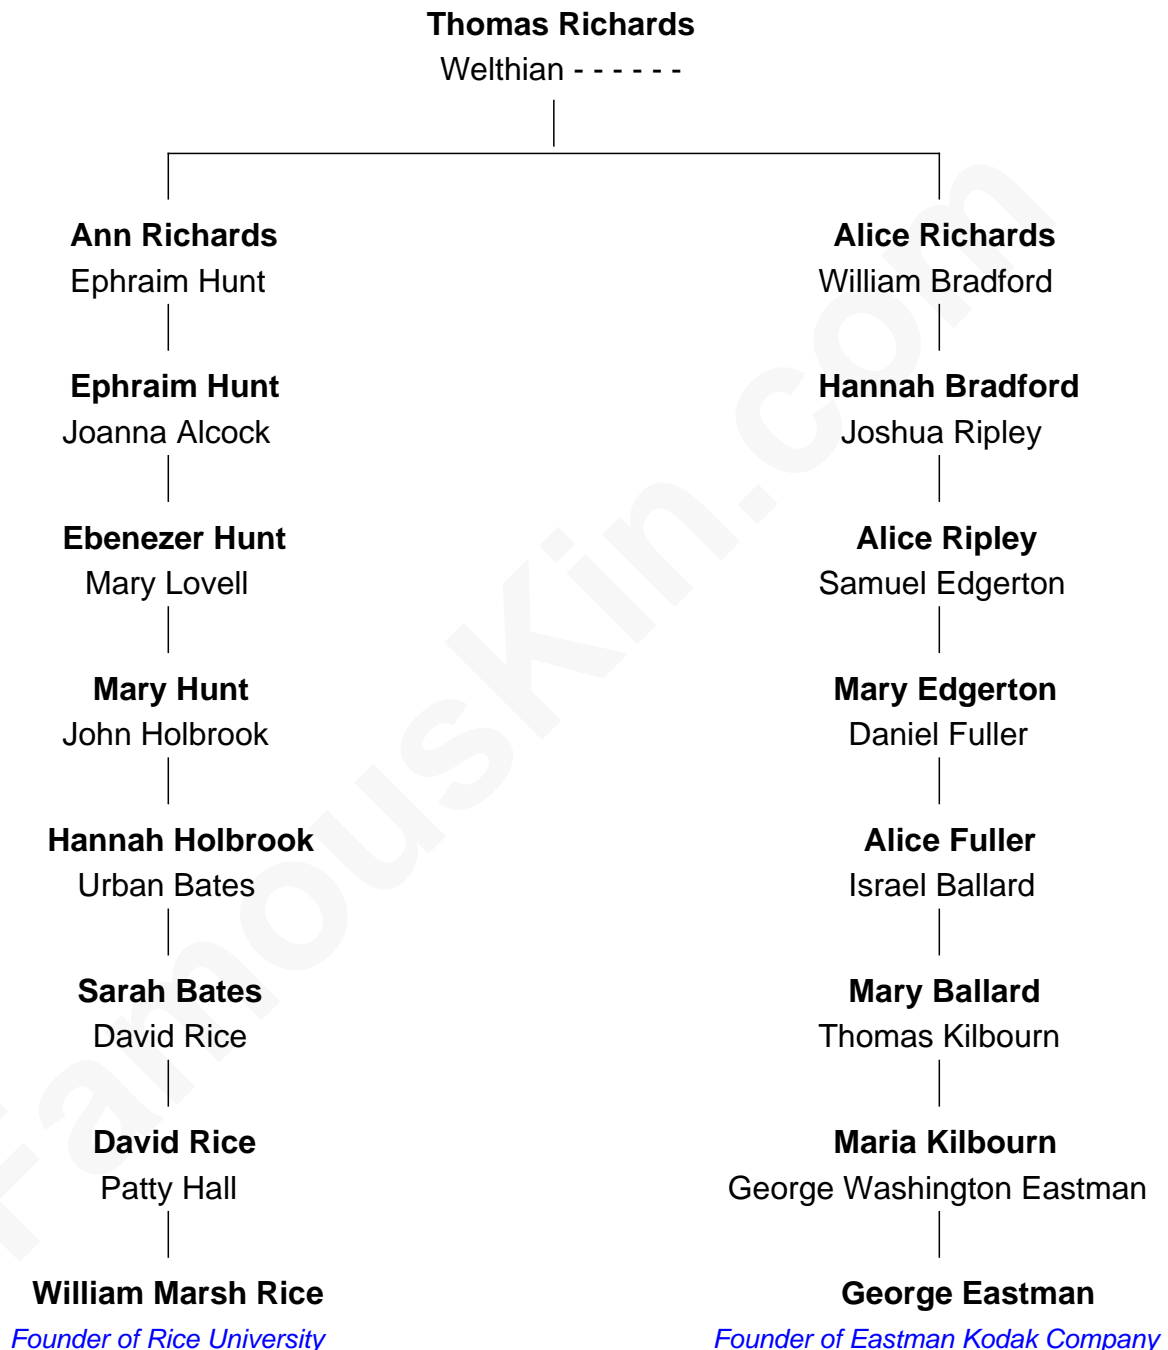 Thomas Richards
Welthian - - - - - -
Ann Richards
Ephraim Hunt
Alice Richards
William Bradford
Ephraim Hunt
Joanna Alcock
Hannah Bradford
Joshua Ripley
Ebenezer Hunt
Mary Lovell
Alice Ripley
Samuel Edgerton
Mary Hunt
John Holbrook
Mary Edgerton
Daniel Fuller
Hannah Holbrook
Urban Bates
Alice Fuller
Israel Ballard
Sarah Bates
David Rice
Mary Ballard
Thomas Kilbourn
David Rice
Patty Hall
Maria Kilbourn
George Washington Eastman
William Marsh Rice
Founder of Rice University
George Eastman
Founder of Eastman Kodak Company
FamousKin.com